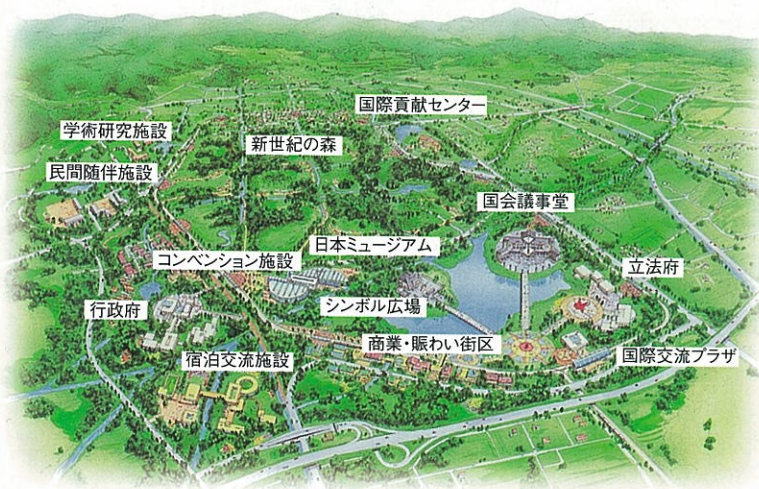 国際貢献センター
学術研究施設
新世紀の森
民間随伴施設
国会議事堂
日本ミュージアム
コンベンション施設
立法府
行政府
シンボル広場
商業・賑わい街区
宿泊交流施設
国際交流プラザ